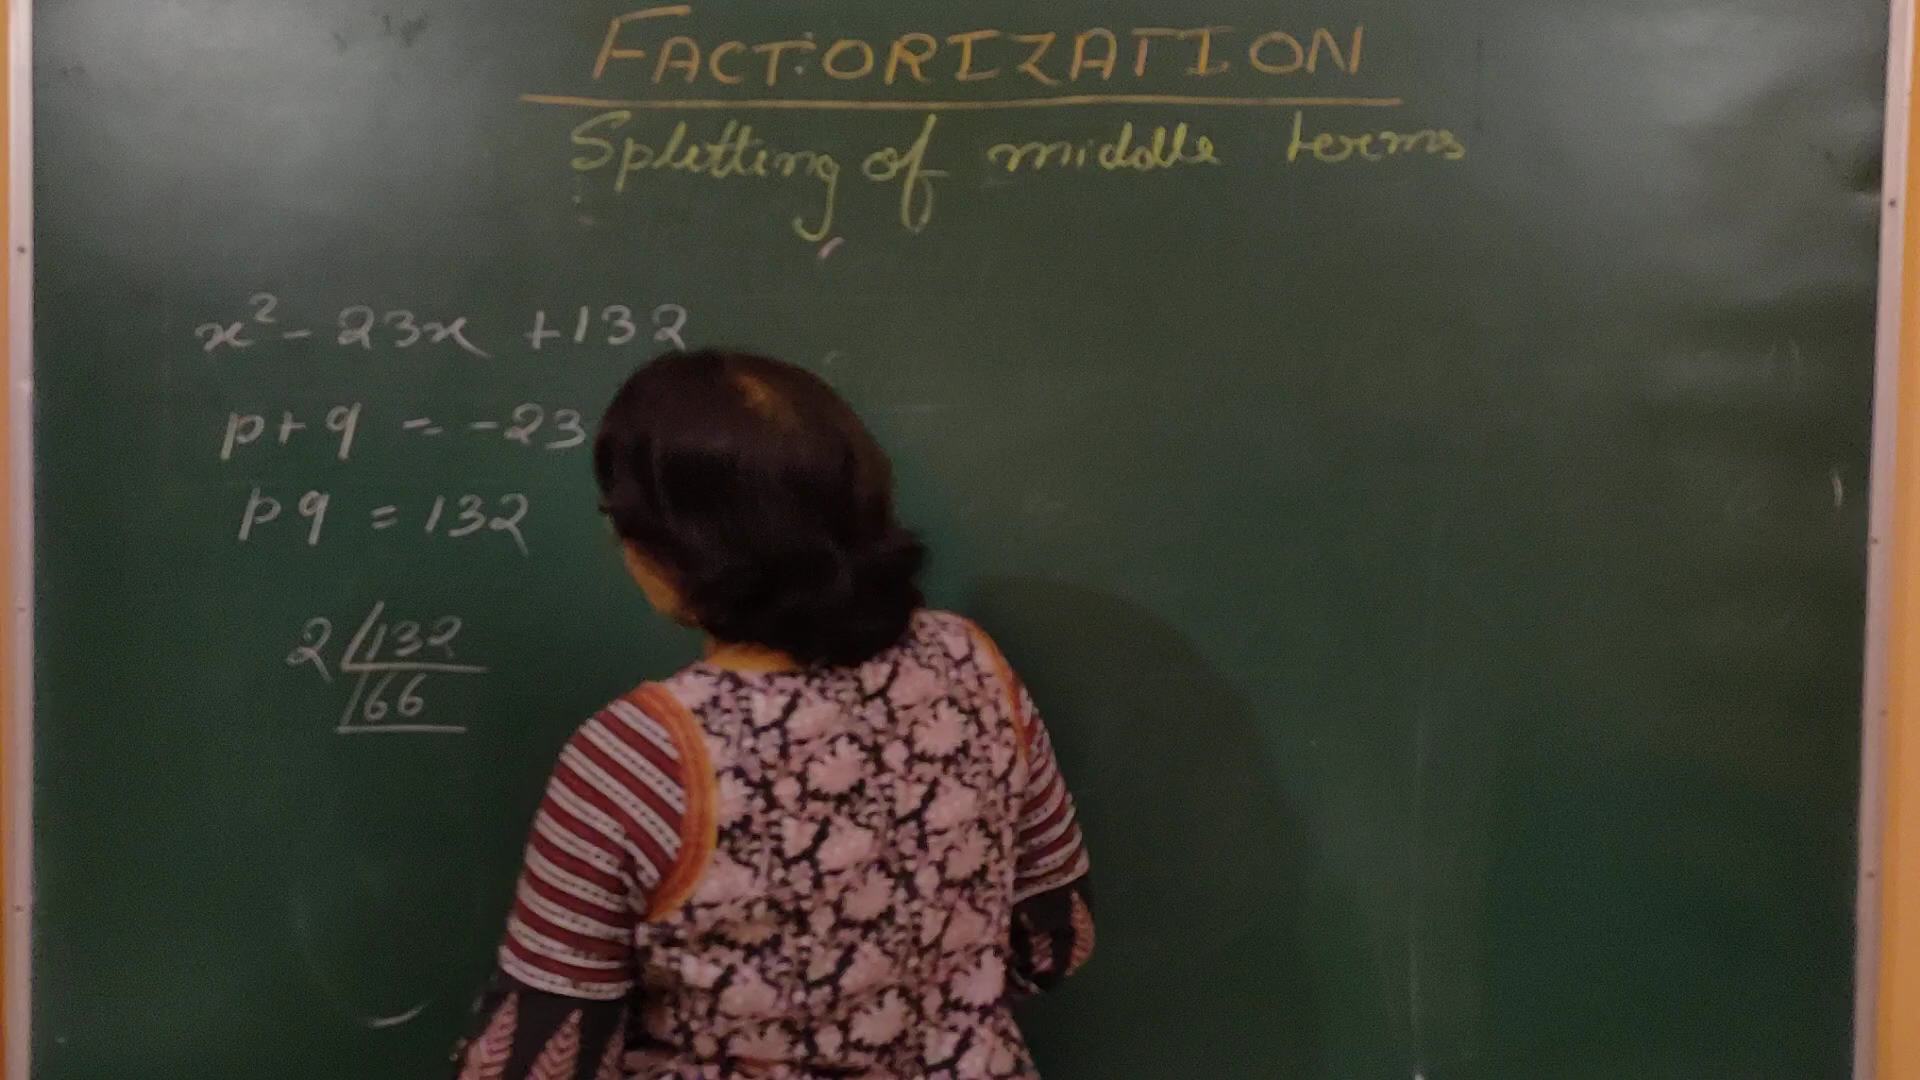 FACTORIZATION
Splitting of middle terms
x² - 23x + 132
p + q = -23
pq = 132
2 132
66